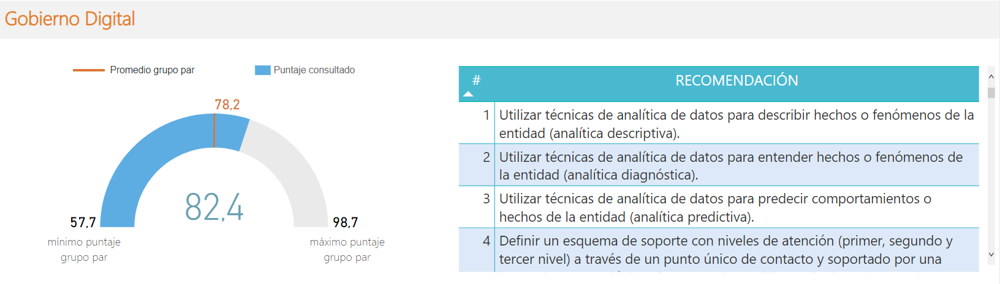 Gobierno Digital
Promedio grupo par
Puntaje consultado
78,2
82,4
57,7
mínimo puntaje
grupo par
98,7
máximo puntaje
grupo par
# RECOMENDACIÓN
1 Utilizar técnicas de analítica de datos para describir hechos o fenómenos de la
entidad (analítica descriptiva).
2 Utilizar técnicas de analítica de datos para entender hechos o fenómenos de
la entidad (analítica diagnóstica).
3 Utilizar técnicas de analítica de datos para predecir comportamientos o
hechos de la entidad (analítica predictiva).
4 Definir un esquema de soporte con niveles de atención (primer, segundo y
tercer nivel) a través de un punto único de contacto y soportado por una